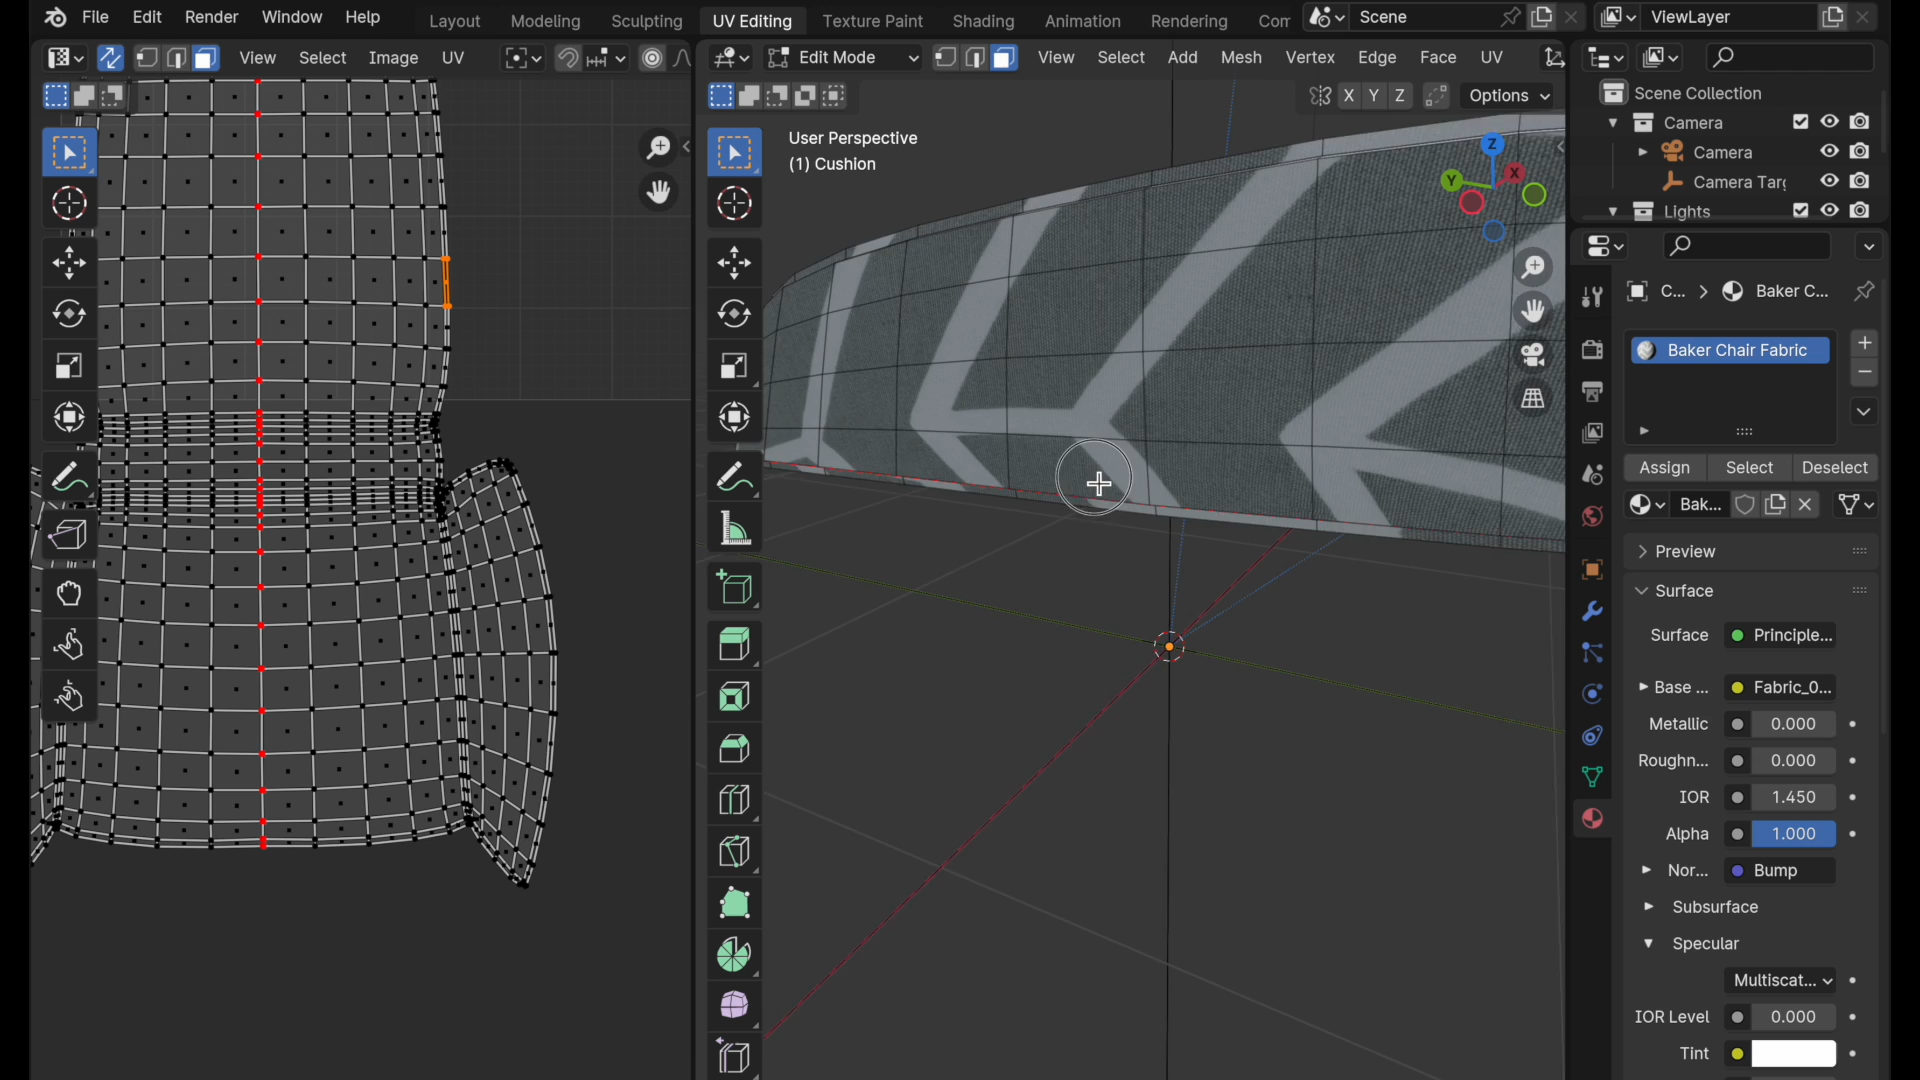 File Edit Render Window Help
Layout Modeling Sculpting UV Editing Texture Paint Shading Animation Rendering Cor
Scene
ViewLayer
View Select Image UV
Edit Mode
View Select Add Mesh Vertex Edge Face UV
X Y Z
Options
User Perspective
(1) Cushion
Z
X
Y
Scene Collection
Camera
Camera
Camera Targ
Lights
C...
Baker C...
Baker Chair Fabric
Assign Select Deselect
Bak...
Preview
Surface
Surface Principle...
Base ... Fabric_0...
Metallic 0.000
Roughn... 0.000
IOR 1.450
Alpha 1.000
Nor... Bump
Subsurface
Specular
Multiscat...
IOR Level 0.000
Tint